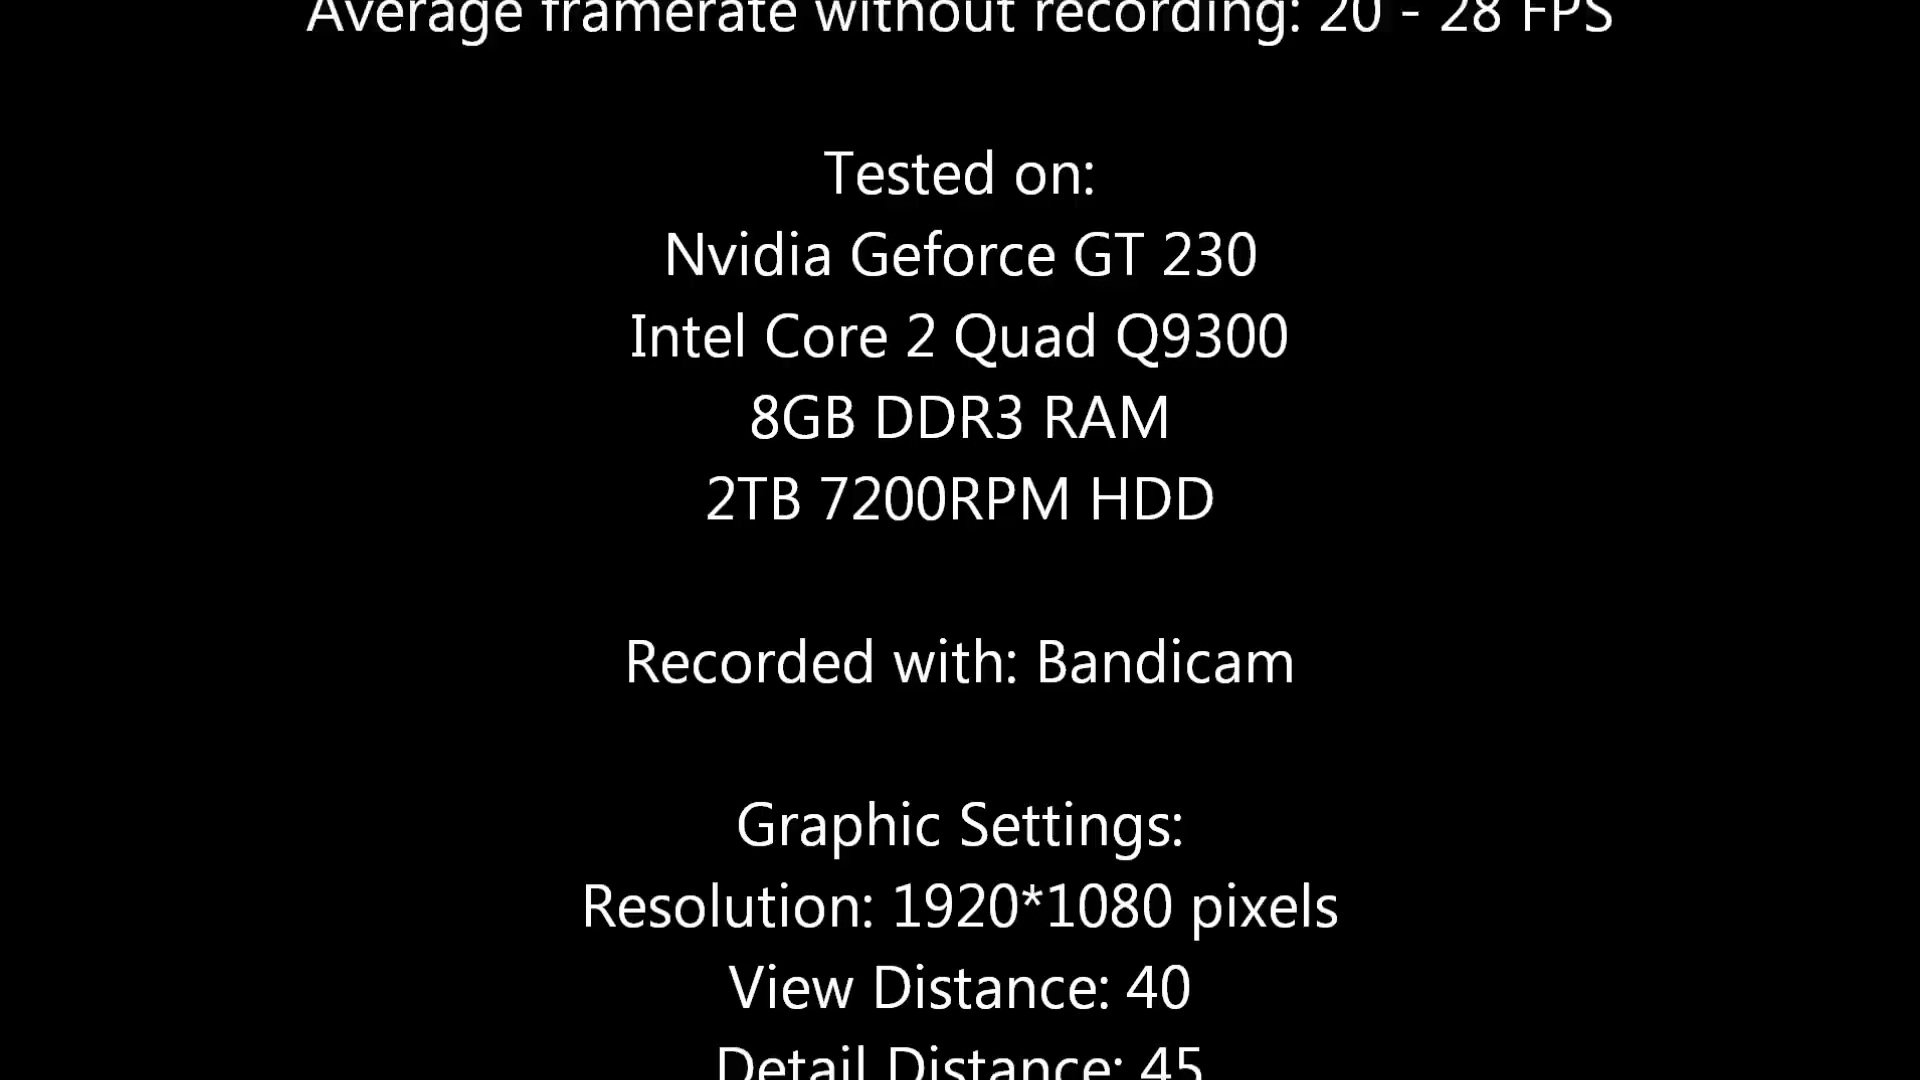 Average framerate without recording: 20 - 28 FPS
Tested on:
Nvidia Geforce GT 230
Intel Core 2 Quad Q9300
8GB DDR3 RAM
2TB 7200RPM HDD
Recorded with: Bandicam
Graphic Settings:
Resolution: 1920*1080 pixels
View Distance: 40
Detail Distance: 45